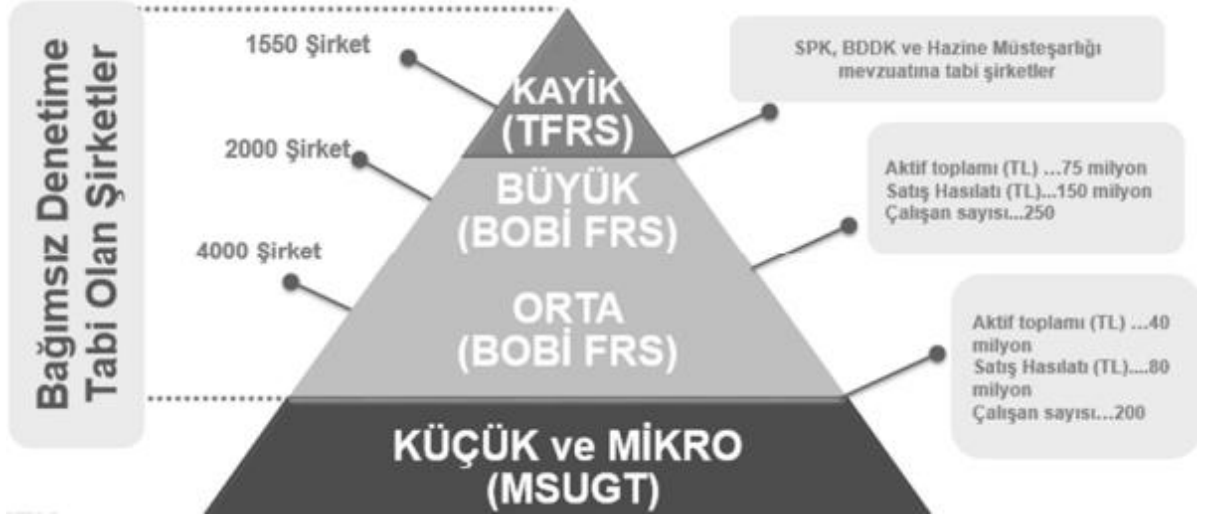 Bağımsız Denetime
Tabi Olan Şirketler
1550 Şirket
2000 Şirket
4000 Şirket
KAYİK
(TFRS)
BÜYÜK
(BOBİ FRS)
ORTA
(BOBİ FRS)
KÜÇÜK ve MİKRO
(MSUGT)
SPK, BDDK ve Hazine Müsteşarlığı
mevzuatına tabi şirketler
Aktif toplamı (TL) ...75 milyon
Satış Hasılatı (TL)...150 milyon
Çalışan sayısı...250
Aktif toplamı (TL) ...40
milyon
Satış Hasılatı (TL)....80
milyon
Çalışan sayısı...200